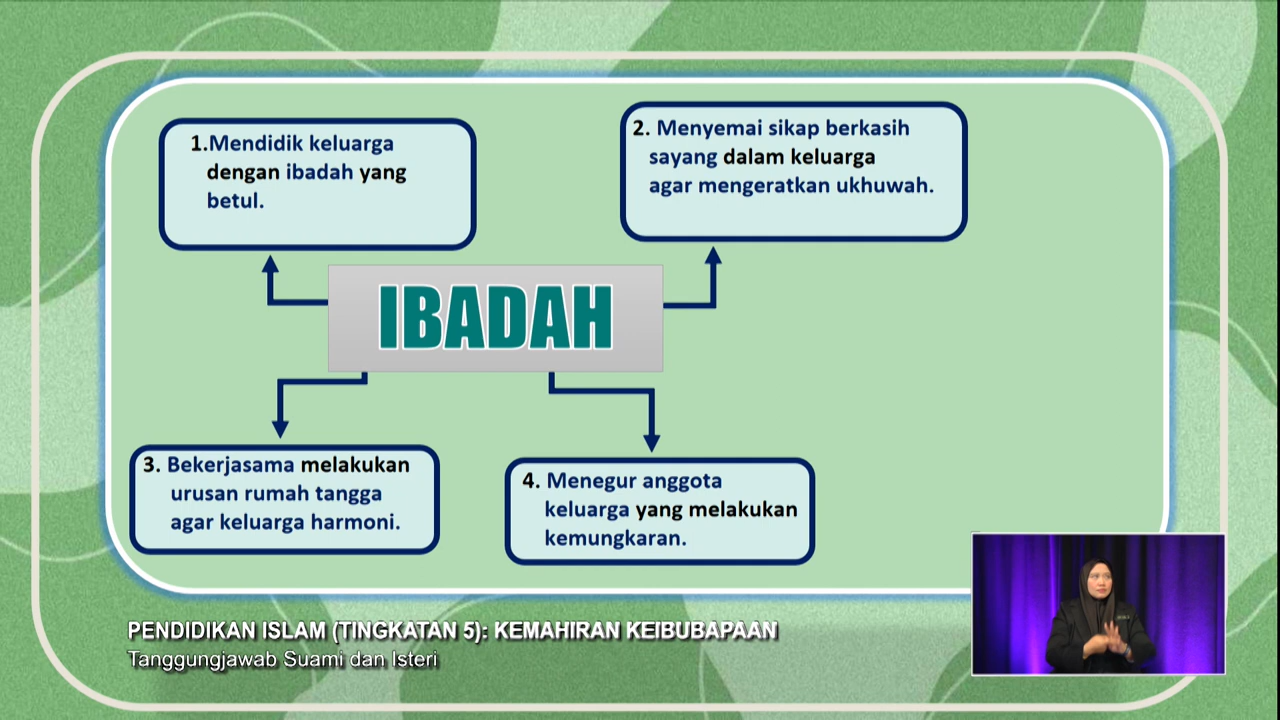 1.Mendidik keluarga
dengan ibadah yang
betul.
2. Menyemai sikap berkasih
sayang dalam keluarga
agar mengeratkan ukhuwah.
IBADAH
3. Bekerjasama melakukan
urusan rumah tangga
agar keluarga harmoni.
4. Menegur anggota
keluarga yang melakukan
kemungkaran.
PENDIDIKAN ISLAM (TINGKATAN 5): KEMAHIRAN KEIBUBAPAAN
Tanggungjawab Suami dan Isteri